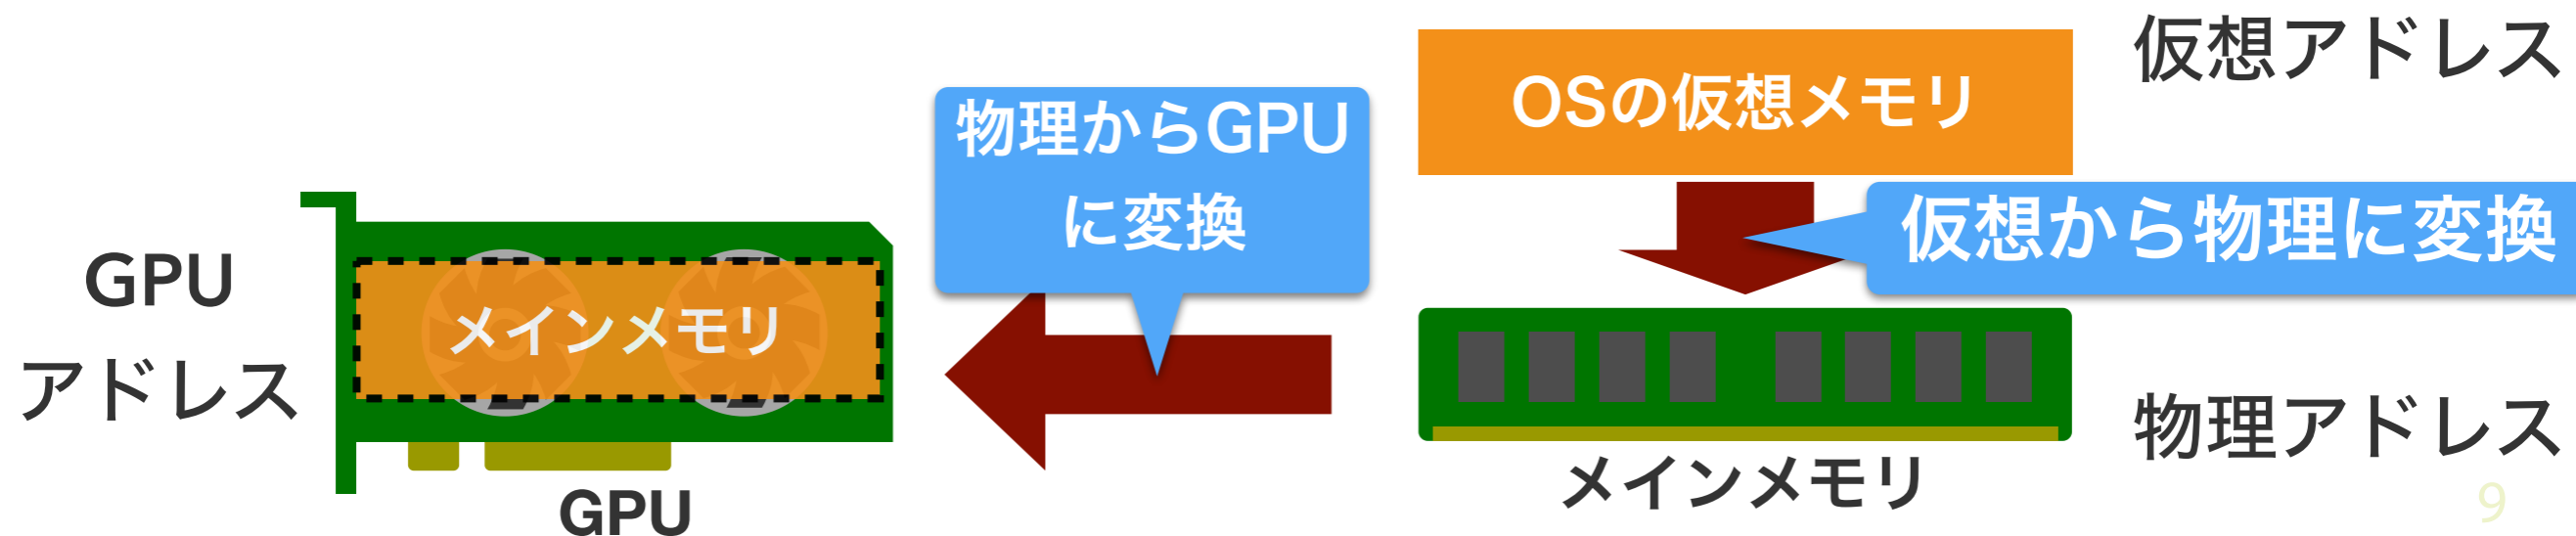 仮想アドレス
OSの仮想メモリ
物理からGPU
に変換
仮想から物理に変換
GPU
アドレス
メインメモリ
物理アドレス
メインメモリ
GPU
9